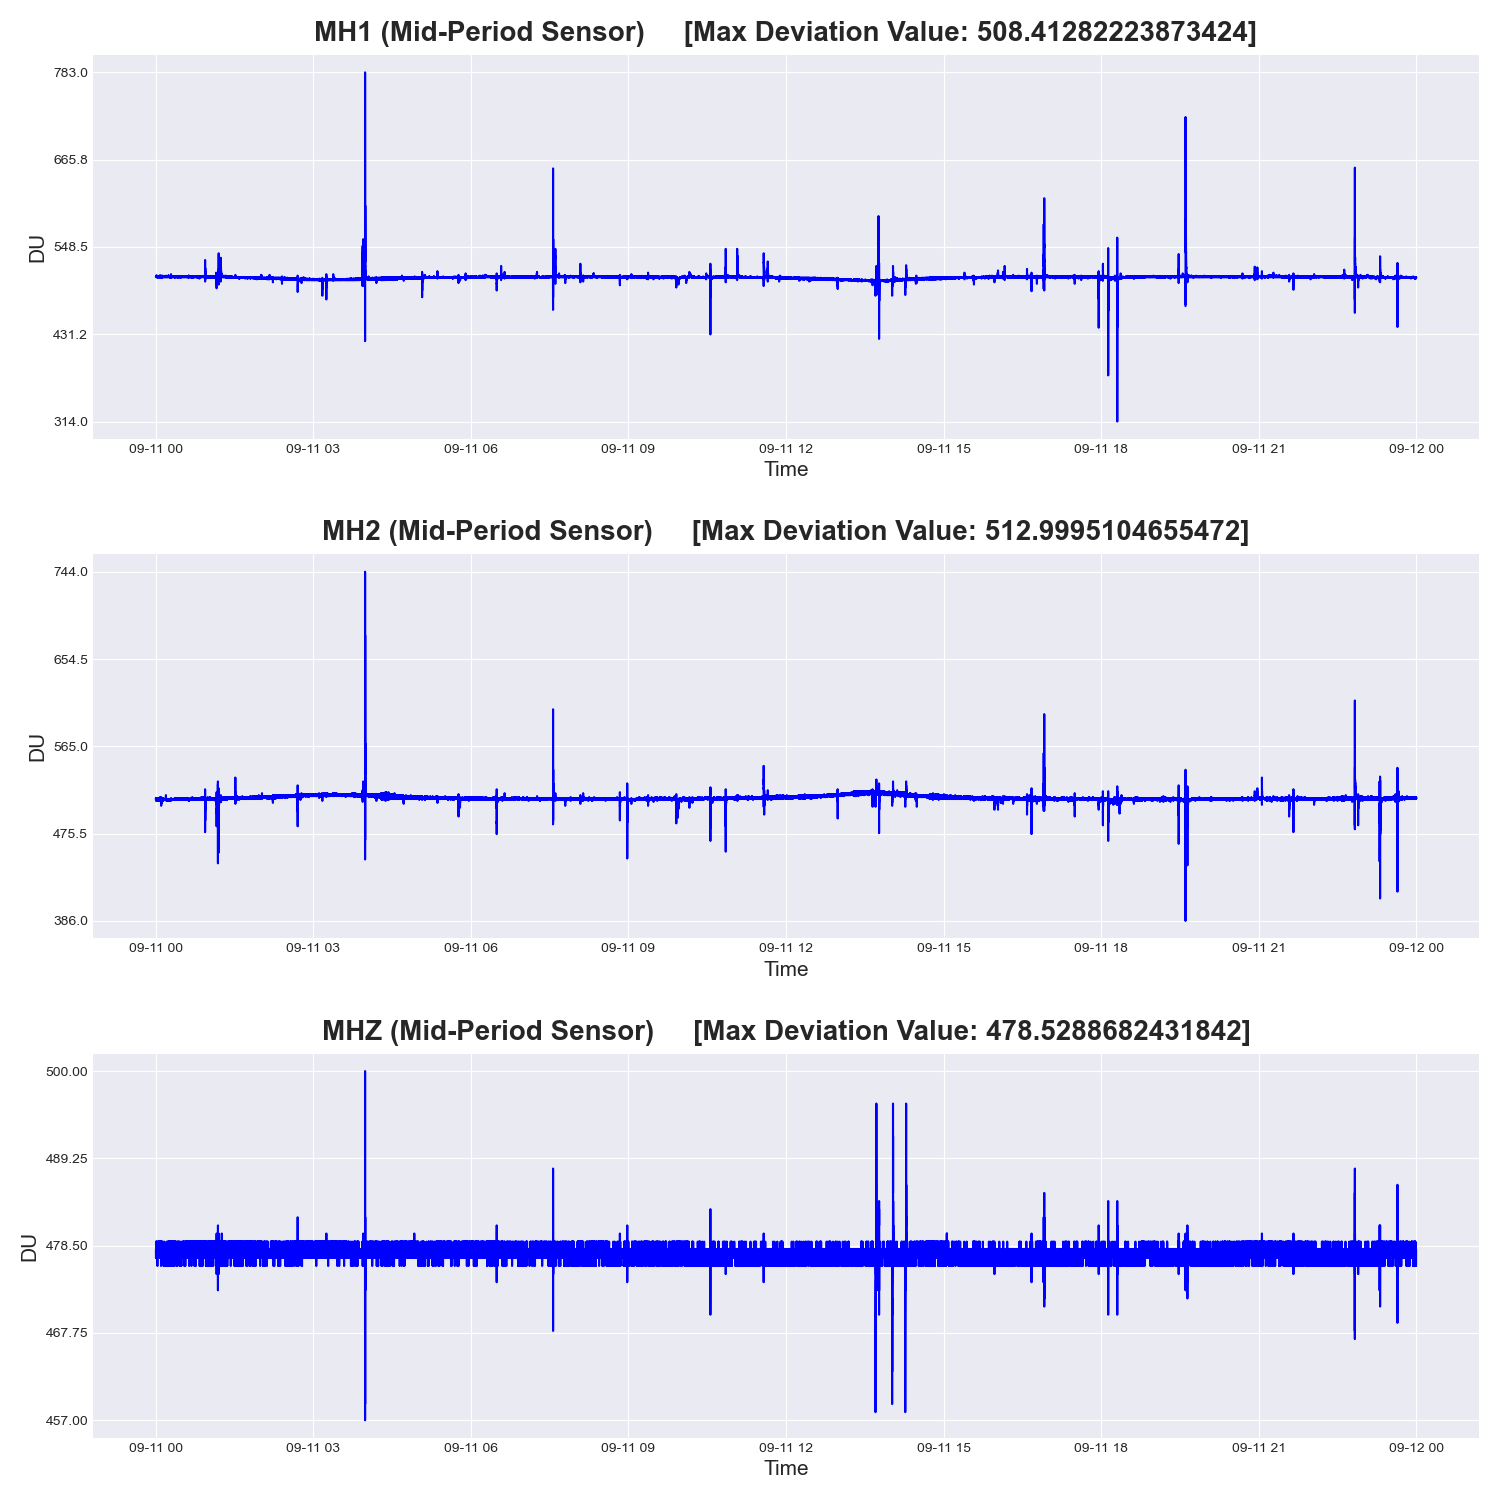 MH1 (Mid-Period Sensor) [Max Deviation Value: 508.41282223873424]
783.0
665.8
548.5
431.2
314.0
DU
09-11 00 09-11 03 09-11 06 09-11 09 09-11 12 09-11 15 09-11 18 09-11 21 09-12 00
Time
MH2 (Mid-Period Sensor) [Max Deviation Value: 512.9995104655472]
744.0
654.5
565.0
475.5
386.0
DU
09-11 00 09-11 03 09-11 06 09-11 09 09-11 12 09-11 15 09-11 18 09-11 21 09-12 00
Time
MHZ (Mid-Period Sensor) [Max Deviation Value: 478.5288682431842]
500.00
489.25
478.50
467.75
457.00
DU
09-11 00 09-11 03 09-11 06 09-11 09 09-11 12 09-11 15 09-11 18 09-11 21 09-12 00
Time